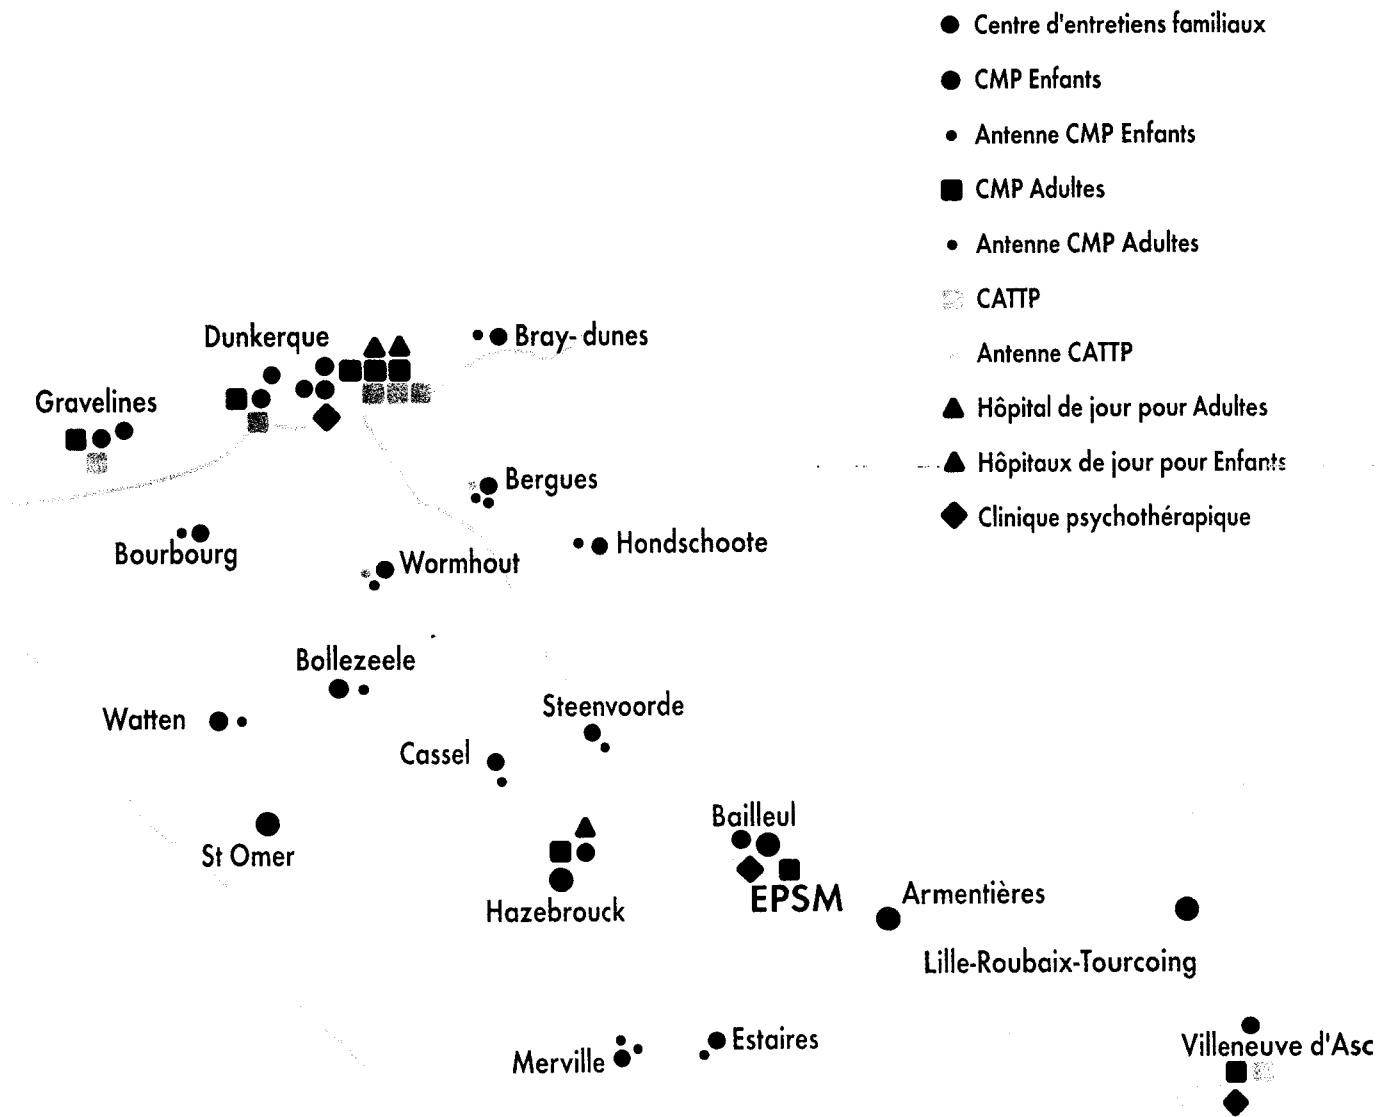 Centre d'entretiens familiaux
CMP Enfants
Antenne CMP Enfants
CMP Adultes
Antenne CMP Adultes
CATTP
Antenne CATTP
Hôpital de jour pour Adultes
Hôpitaux de jour pour Enfants
Clinique psychothérapique
Dunkerque
Bray-dunes
Gravelines
Bergues
Bourbourg
Hondschoote
Wormhout
Bollezeele
Watten
Steenvoorde
Cassel
St Omer
Bailleul
EPSM
Hazebrouck
Armentières
Lille-Roubaix-Tourcoing
Merville
Estaires
Villeneuve d'Asc